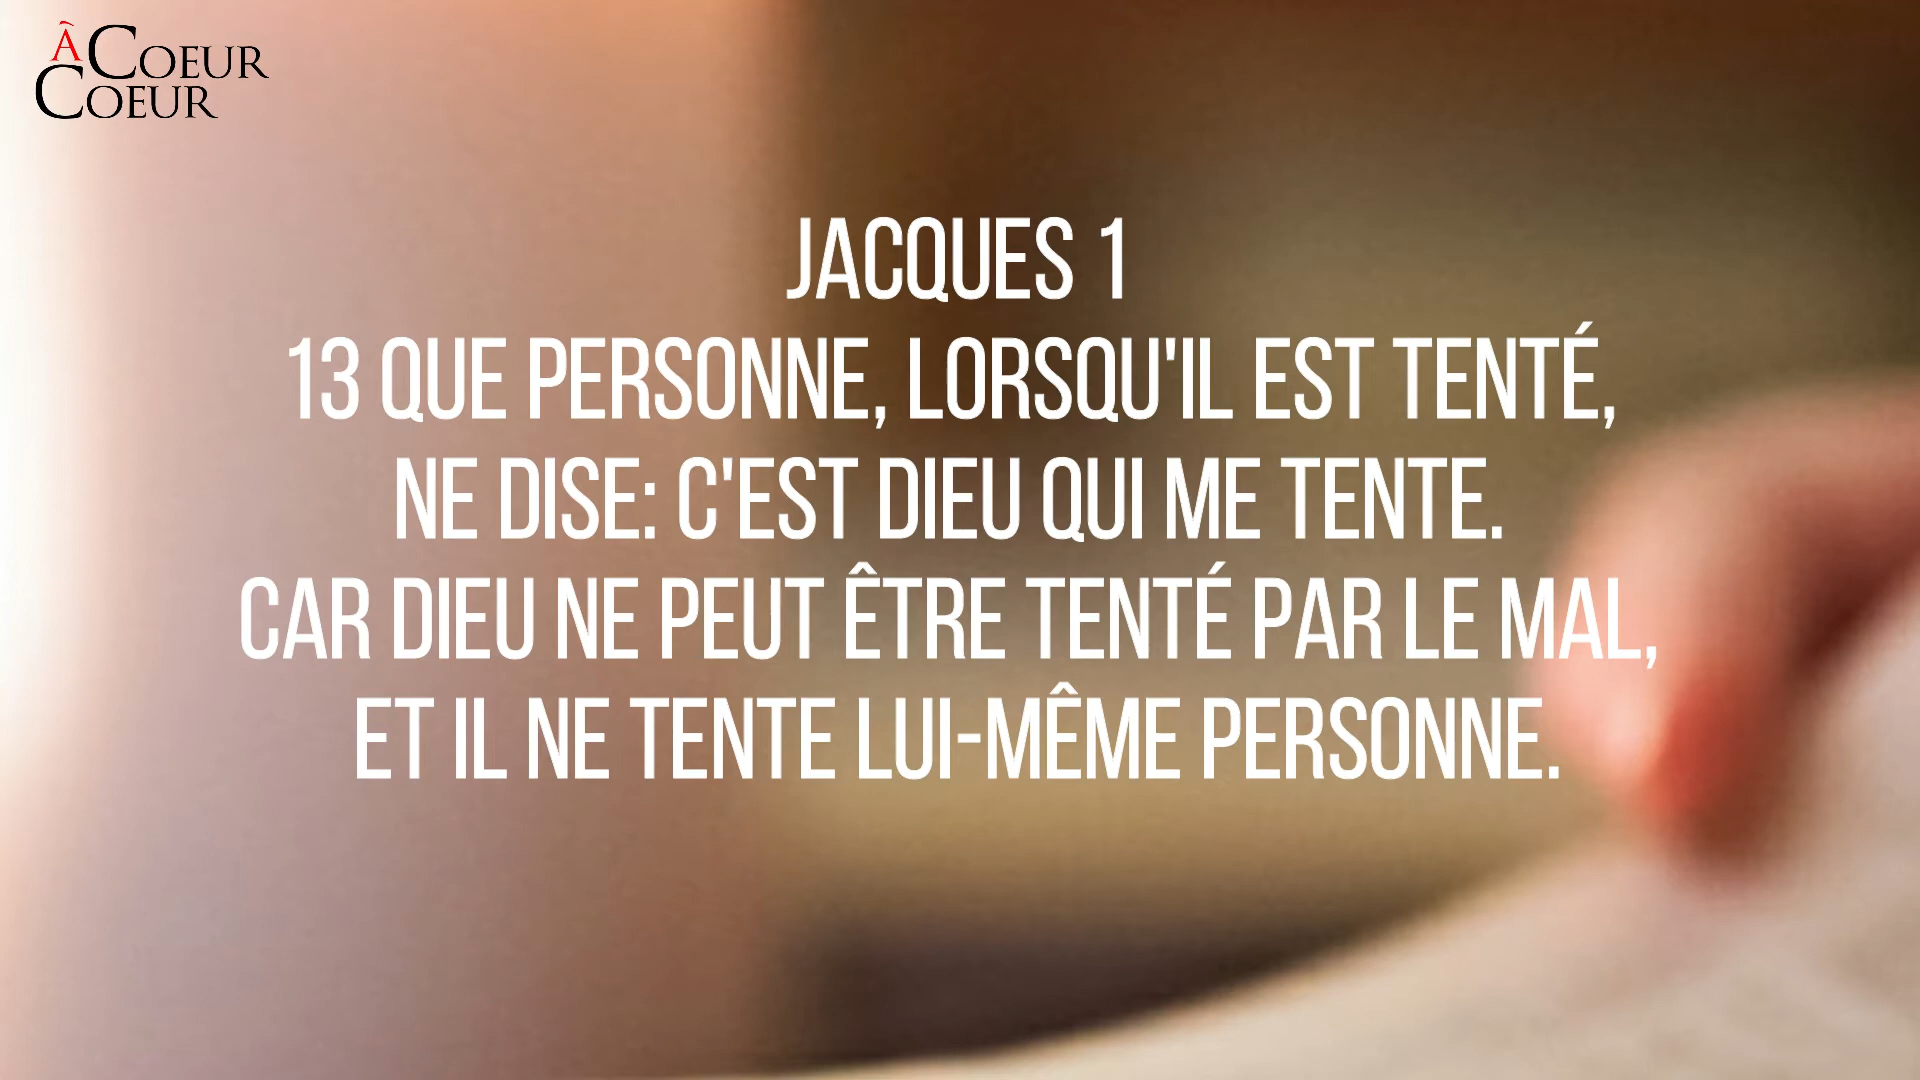 À COEUR
COEUR
JACQUES 1
13 QUE PERSONNE, LORSQU'IL EST TENTÉ,
NE DISE: C'EST DIEU QUI ME TENTE.
CAR DIEU NE PEUT ÊTRE TENTÉ PAR LE MAL,
ET IL NE TENTE LUI-MÊME PERSONNE.